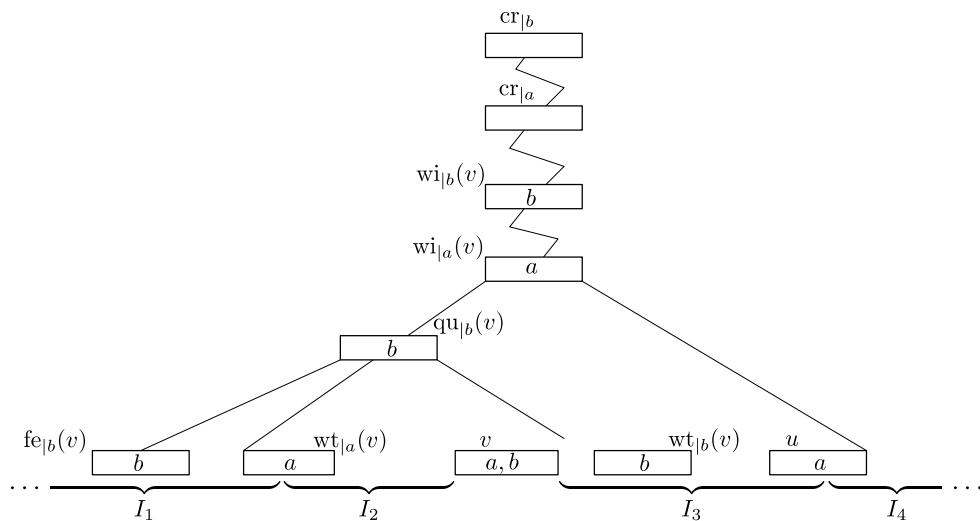 cr|b
cr|a
wi|b(v)
b
wi|a(v)
a
qu|b(v)
b
fe|b(v) wt|a(v) v wt|b(v) u
b a a, b b a
... ...
I1 I2 I3 I4